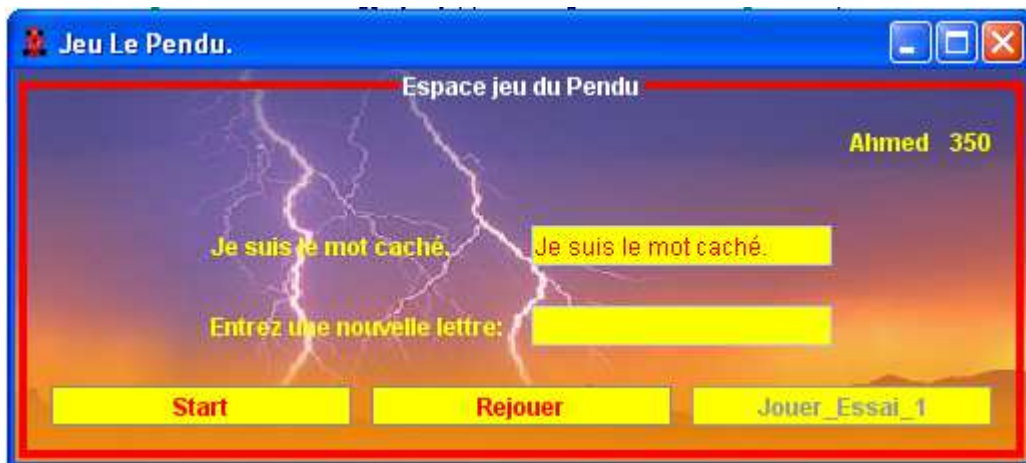 Jeu Le Pendu.
Espace jeu du Pendu
Ahmed 350
Je suis le mot caché. Je suis le mot caché.
Entrez une nouvelle lettre:
Start Rejouer Jouer_Essai_1